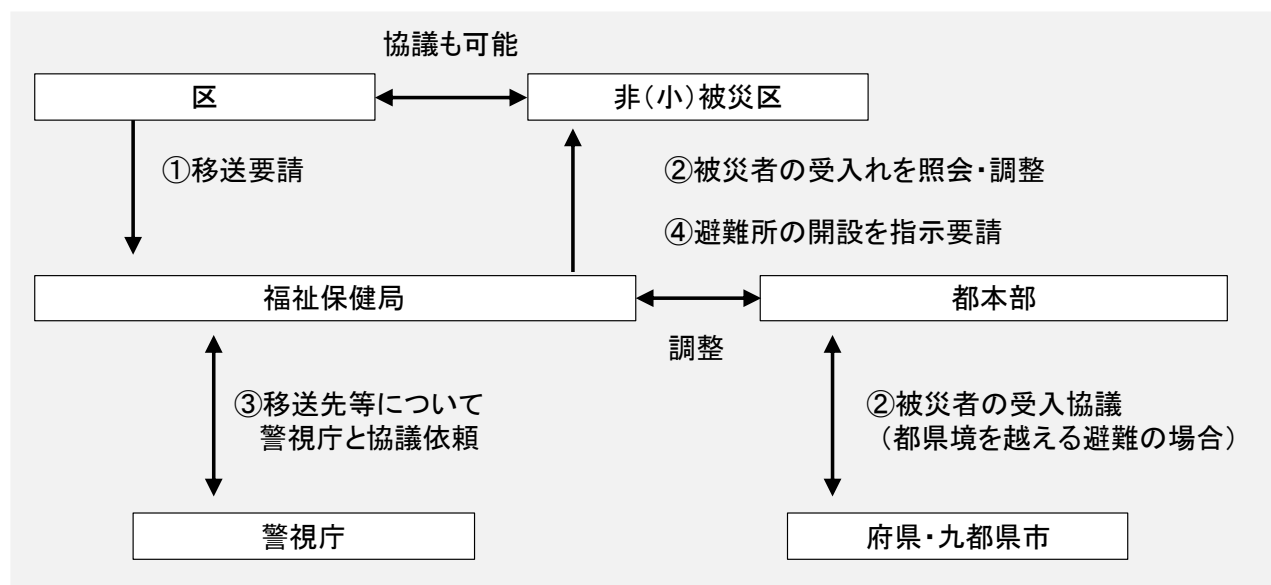 協議も可能
区
非(小)被災区
①移送要請
②被災者の受入れを照会・調整
④避難所の開設を指示要請
福祉保健局
都本部
調整
③移送先等について
警視庁と協議依頼
②被災者の受入協議
(都県境を越える避難の場合)
警視庁
府県・九都県市